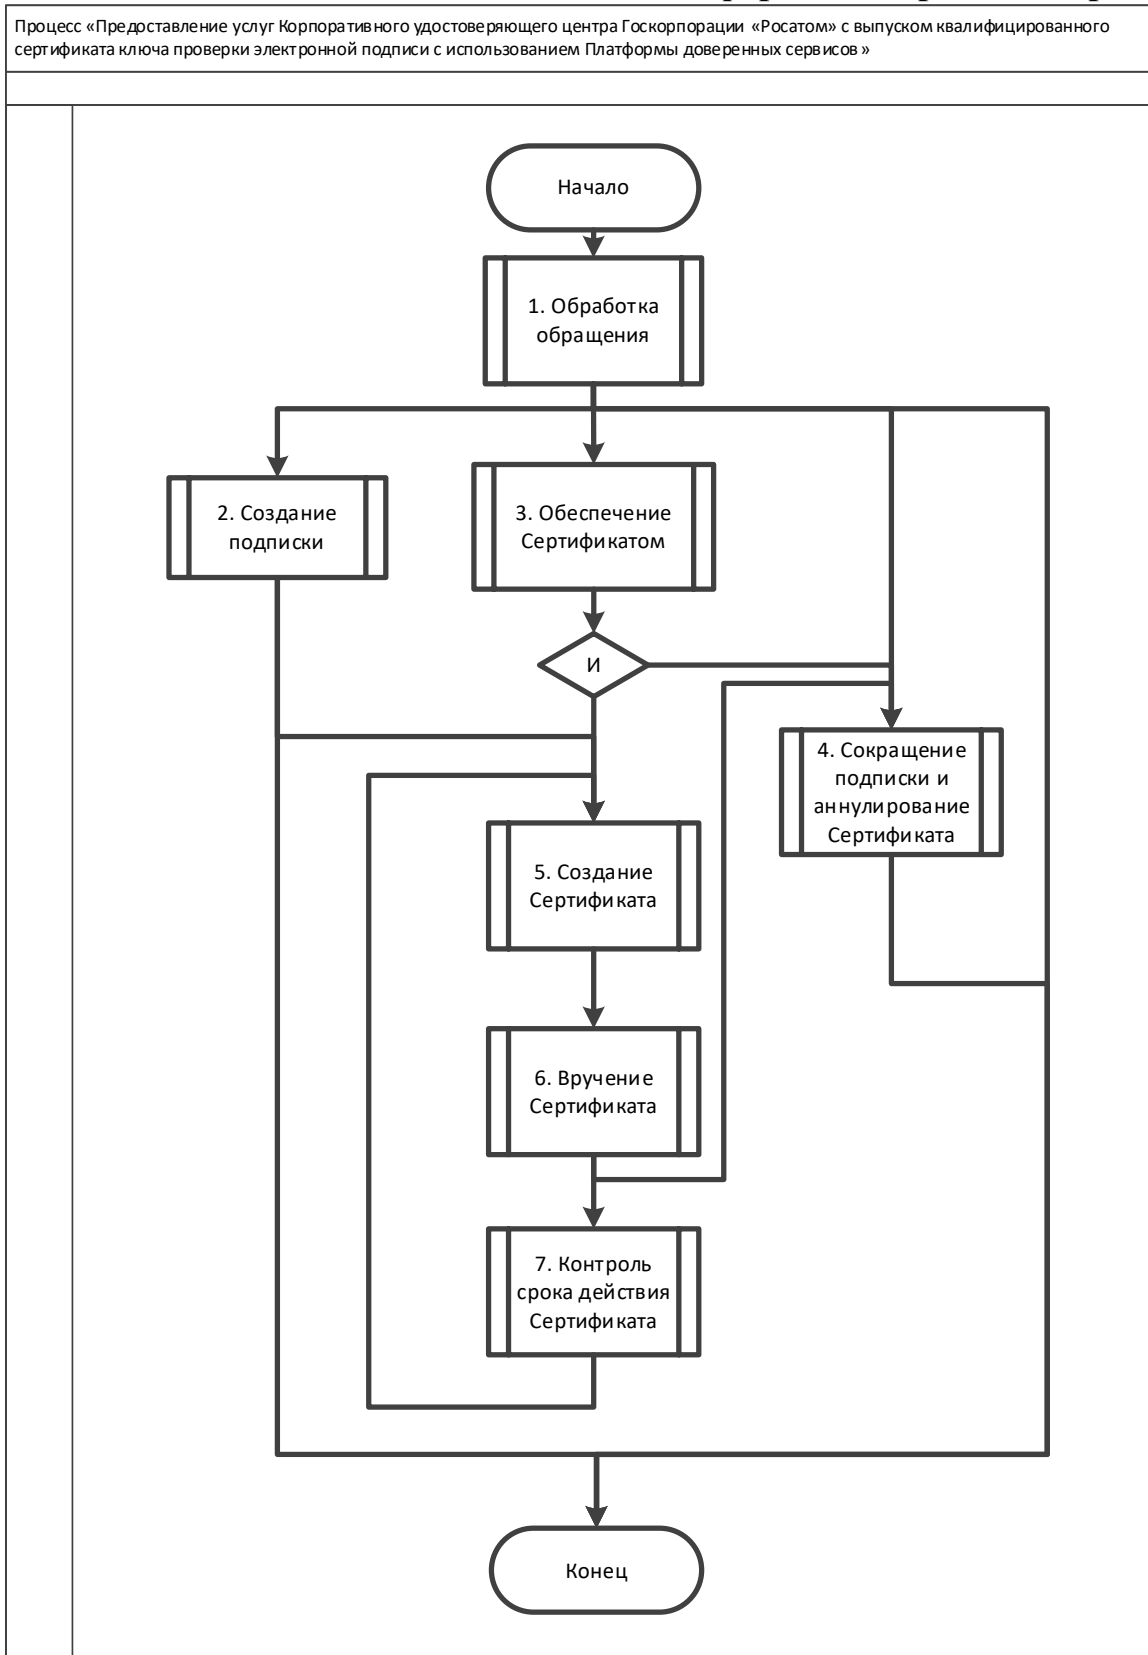 Процесс «Предоставление услуг Корпоративного удостоверяющего центра Госкорпорации «Росатом» с выпуском квалифицированного
сертификата ключа проверки электронной подписи с использованием Платформы доверенных сервисов»
Начало
1. Обработка
обращения
2. Создание
подписки
3. Обеспечение
Сертификатом
И
4. Сокращение
подписки и
аннулирование
Сертификата
5. Создание
Сертификата
6. Вручение
Сертификата
7. Контроль
срока действия
Сертификата
Конец